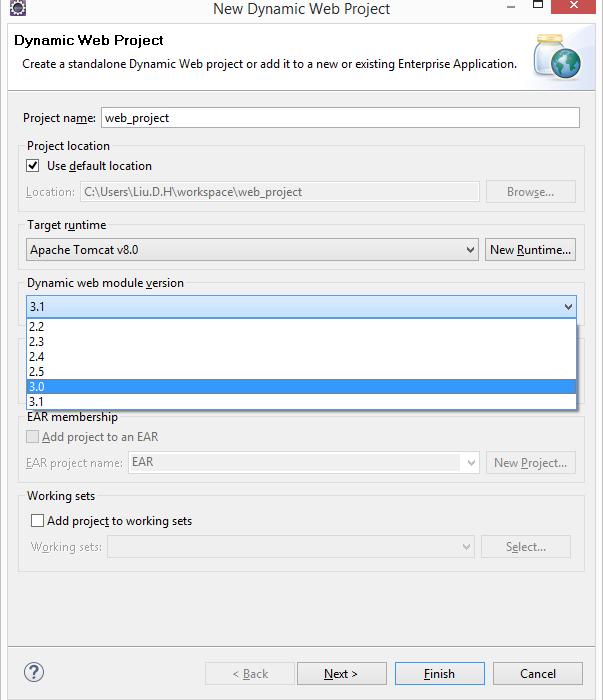 New Dynamic Web Project
Dynamic Web Project
Create a standalone Dynamic Web project or add it to a new or existing Enterprise Application.
Project name: web_project
Project location
Use default location
Location: C:\Users\Liu.D.H\workspace\web_project Browse...
Target runtime
Apache Tomcat v8.0 New Runtime...
Dynamic web module version
3.1
2.2
2.3
2.4
2.5
3.0
3.1
EAR membership
Add project to an EAR
EAR project name: EAR New Project...
Working sets
Add project to working sets
Working sets: Select...
? < Back Next > Finish Cancel